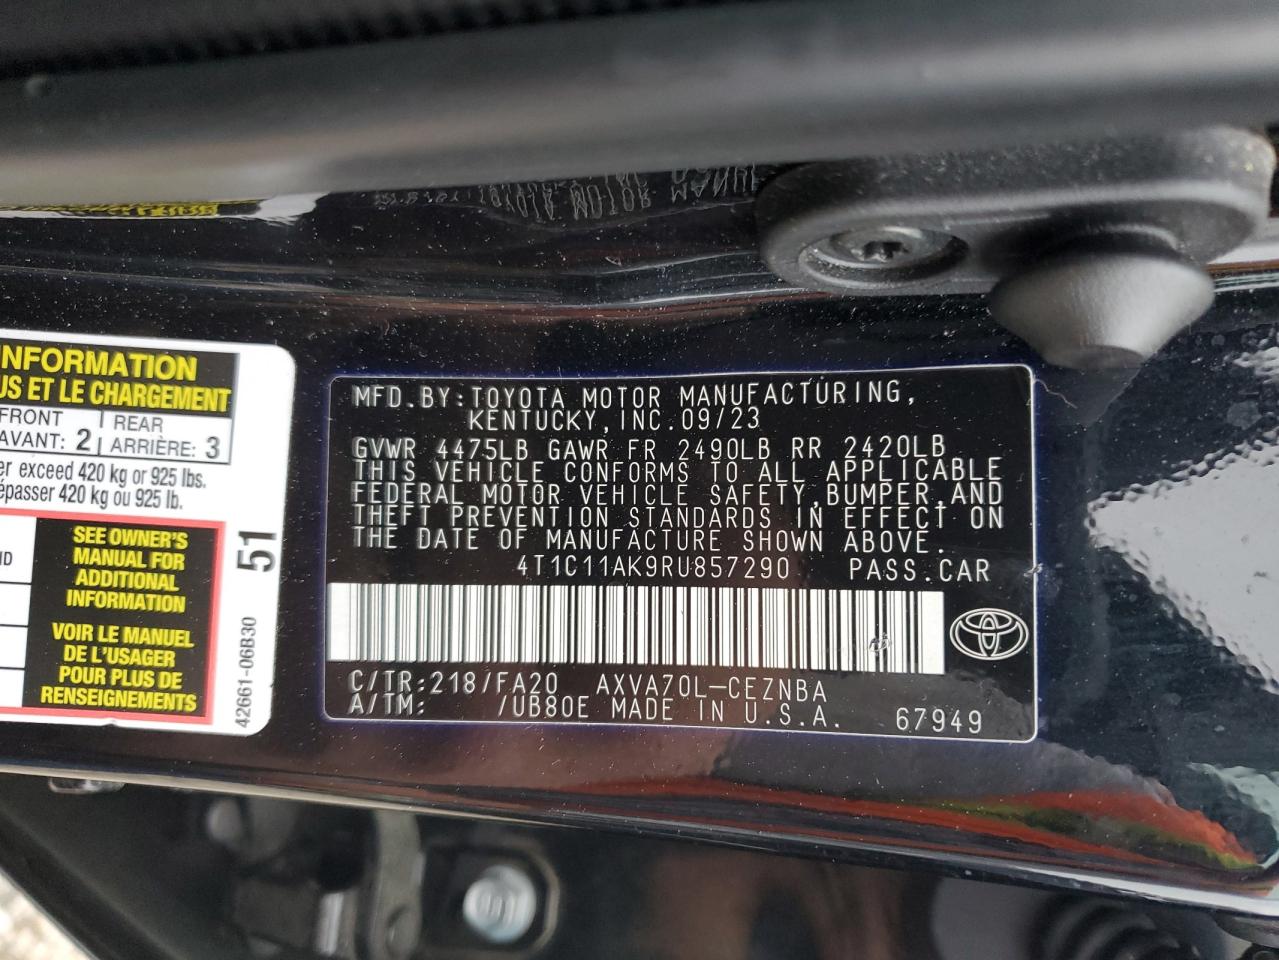 NFORMATION
US ET LE CHARGEMENT
FRONT
AVANT: 2
REAR
ARRIÈRE: 3
er exceed 420 kg or 925 lbs.
épasser 420 kg ou 925 lb.
ND
SEE OWNER'S
MANUAL FOR
ADDITIONAL
INFORMATION
VOIR LE MANUEL
DE L'USAGER
POUR PLUS DE
RENSEIGNEMENTS
51
42661-06B30
MFD.BY:TOYOTA MOTOR MANUFACTURING,
KENTUCKY,INC.09/23
GVWR 4475LB GAWR FR 2490LB RR 2420LB
THIS VEHICLE CONFORMS TO ALL APPLICABLE
FEDERAL MOTOR VEHICLE SAFETY,BUMPER,AND
THEFT PREVENTION STANDARDS IN EFFECT ON
THE DATE OF MANUFACTURE SHOWN ABOVE.
4T1C11AK9RU857290 PASS.CAR
C/TR:218/FA20 AXVA70L-CEZNBA
A/TM: /UB80E MADE IN U.S.A. 67949